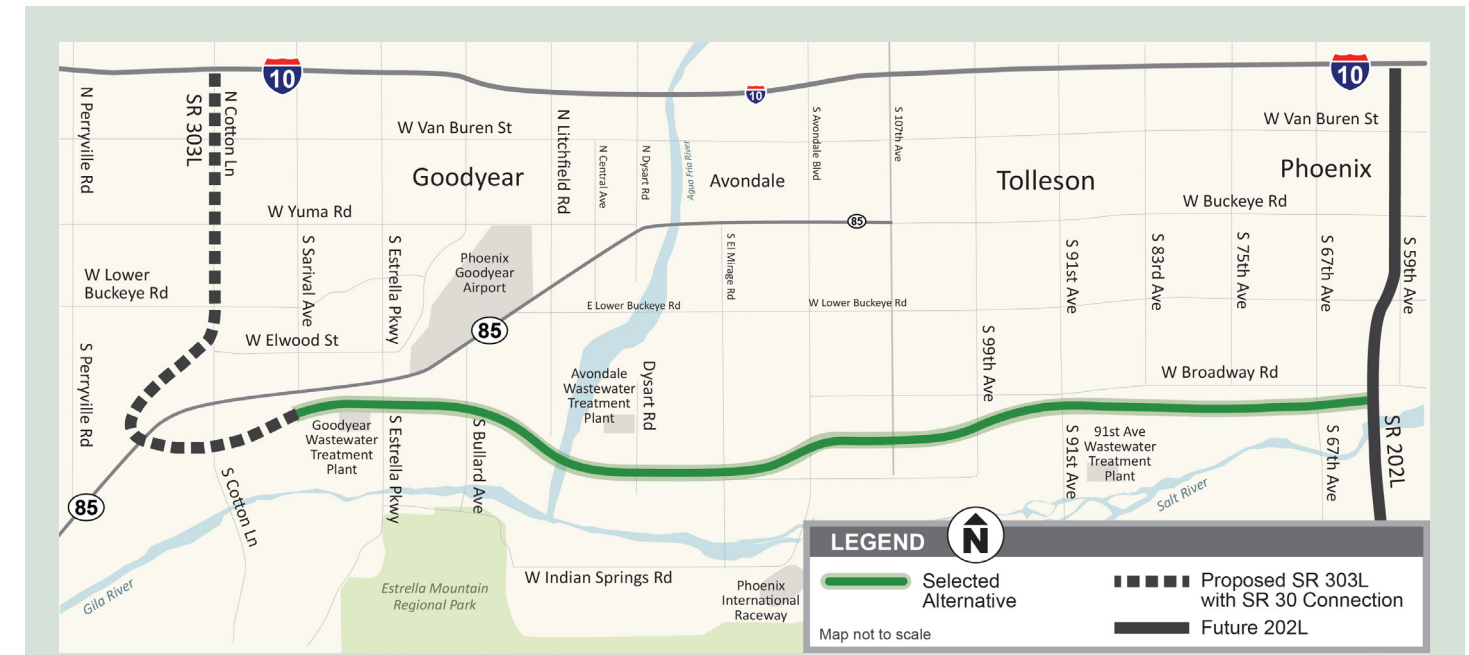 10
10
10
N Perryville Rd
SR 303L
N Cotton Ln
W Van Buren St
N Litchfield Rd
N Central Ave
N Dysart Rd
Agua Fria River
S Avondale Blvd
S 107th Ave
W Van Buren St
Goodyear
Avondale
Tolleson
Phoenix
W Yuma Rd
W Buckeye Rd
85
W Lower
Buckeye Rd
S Sarival Ave
S Estrella Pkwy
Phoenix
Goodyear
Airport
S El Mirage Rd
E Lower Buckeye Rd
W Lower Buckeye Rd
S 91st Ave
S 83rd Ave
S 75th Ave
S 67th Ave
S 59th Ave
85
W Elwood St
S Perryville Rd
S 99th Ave
Avondale
Wastewater
Treatment
Plant
Dysart Rd
W Broadway Rd
Goodyear
Wastewater
Treatment
Plant
S Estrella Pkwy
S Bullard Ave
S 91st Ave
91st Ave
Wastewater
Treatment
Plant
S 67th Ave
SR 202L
85
S Cotton Ln
Salt River
Gila River
Estrella Mountain
Regional Park
W Indian Springs Rd
Phoenix
International
Raceway
LEGEND
N
Selected
Alternative
Proposed SR 303L
with SR 30 Connection
Future 202L
Map not to scale